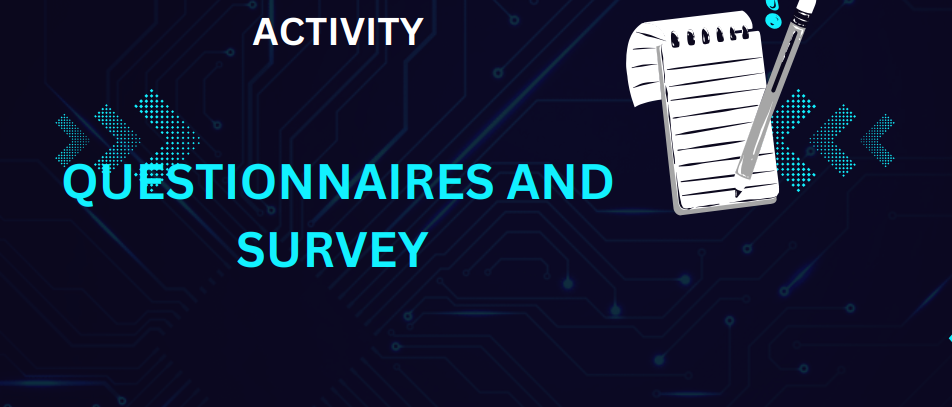 ACTIVITY
QUESTIONNAIRES AND
SURVEY